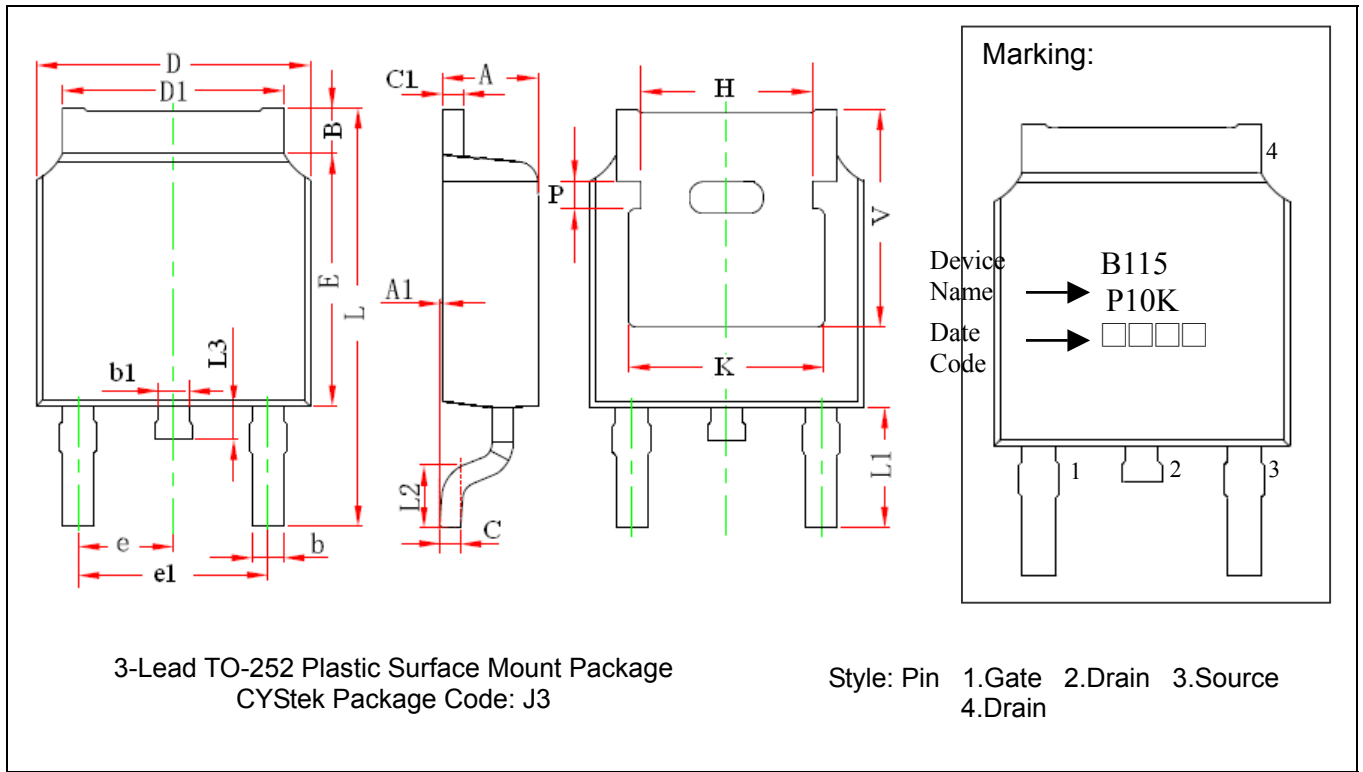 D
D1
B
E
L
L3
b1
e
e1
b
C1
A
A1
L2
C
H
P
V
K
L1
Marking:
4
Device
Name
B115
P10K
Date
Code
□□□□
1
2
3
3-Lead TO-252 Plastic Surface Mount Package
CYStek Package Code: J3
Style: Pin 1.Gate 2.Drain 3.Source
4.Drain